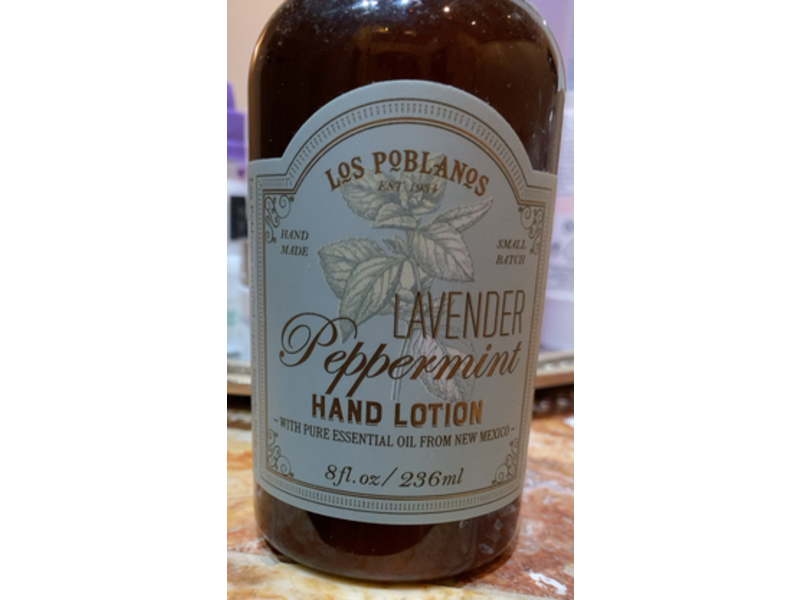 LOS POBLANOS
EST. 1934
HAND
MADE
SMALL
BATCH
LAVENDER
Peppermint
HAND LOTION
- WITH PURE ESSENTIAL OIL FROM NEW MEXICO -
8fl.oz/236ml